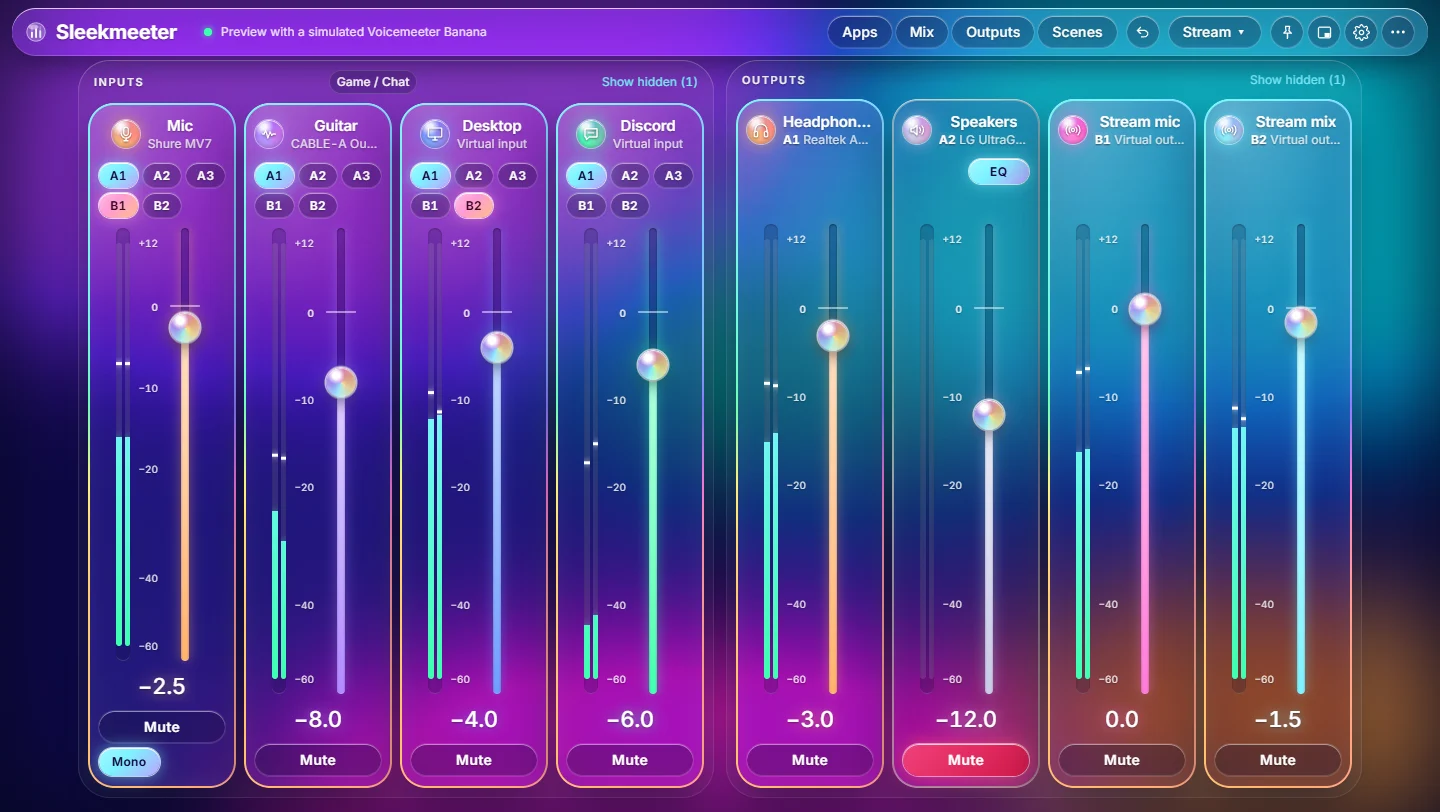 Sleekmeeter
Preview with a simulated Voicemeeter Banana
Apps Mix Outputs Scenes Stream
INPUTS Game / Chat Show hidden (1)
Mic
Shure MV7
A1 A2 A3
B1 B2
+12
0
−10
−20
−40
−60
−2.5
Mute
Mono
Guitar
CABLE-A Ou...
A1 A2 A3
B1 B2
+12
0
−10
−20
−40
−60
−8.0
Mute
Desktop
Virtual input
A1 A2 A3
B1 B2
+12
0
−10
−20
−40
−60
−4.0
Mute
Discord
Virtual input
A1 A2 A3
B1 B2
+12
0
−10
−20
−40
−60
−6.0
Mute
OUTPUTS Show hidden (1)
Headphon...
A1 Realtek A...
+12
0
−10
−20
−40
−60
−3.0
Mute
Speakers
A2 LG UltraG...
EQ
+12
0
−10
−20
−40
−60
−12.0
Mute
Stream mic
B1 Virtual out...
+12
0
−10
−20
−40
−60
0.0
Mute
Stream mix
B2 Virtual out...
+12
0
−10
−20
−40
−60
−1.5
Mute